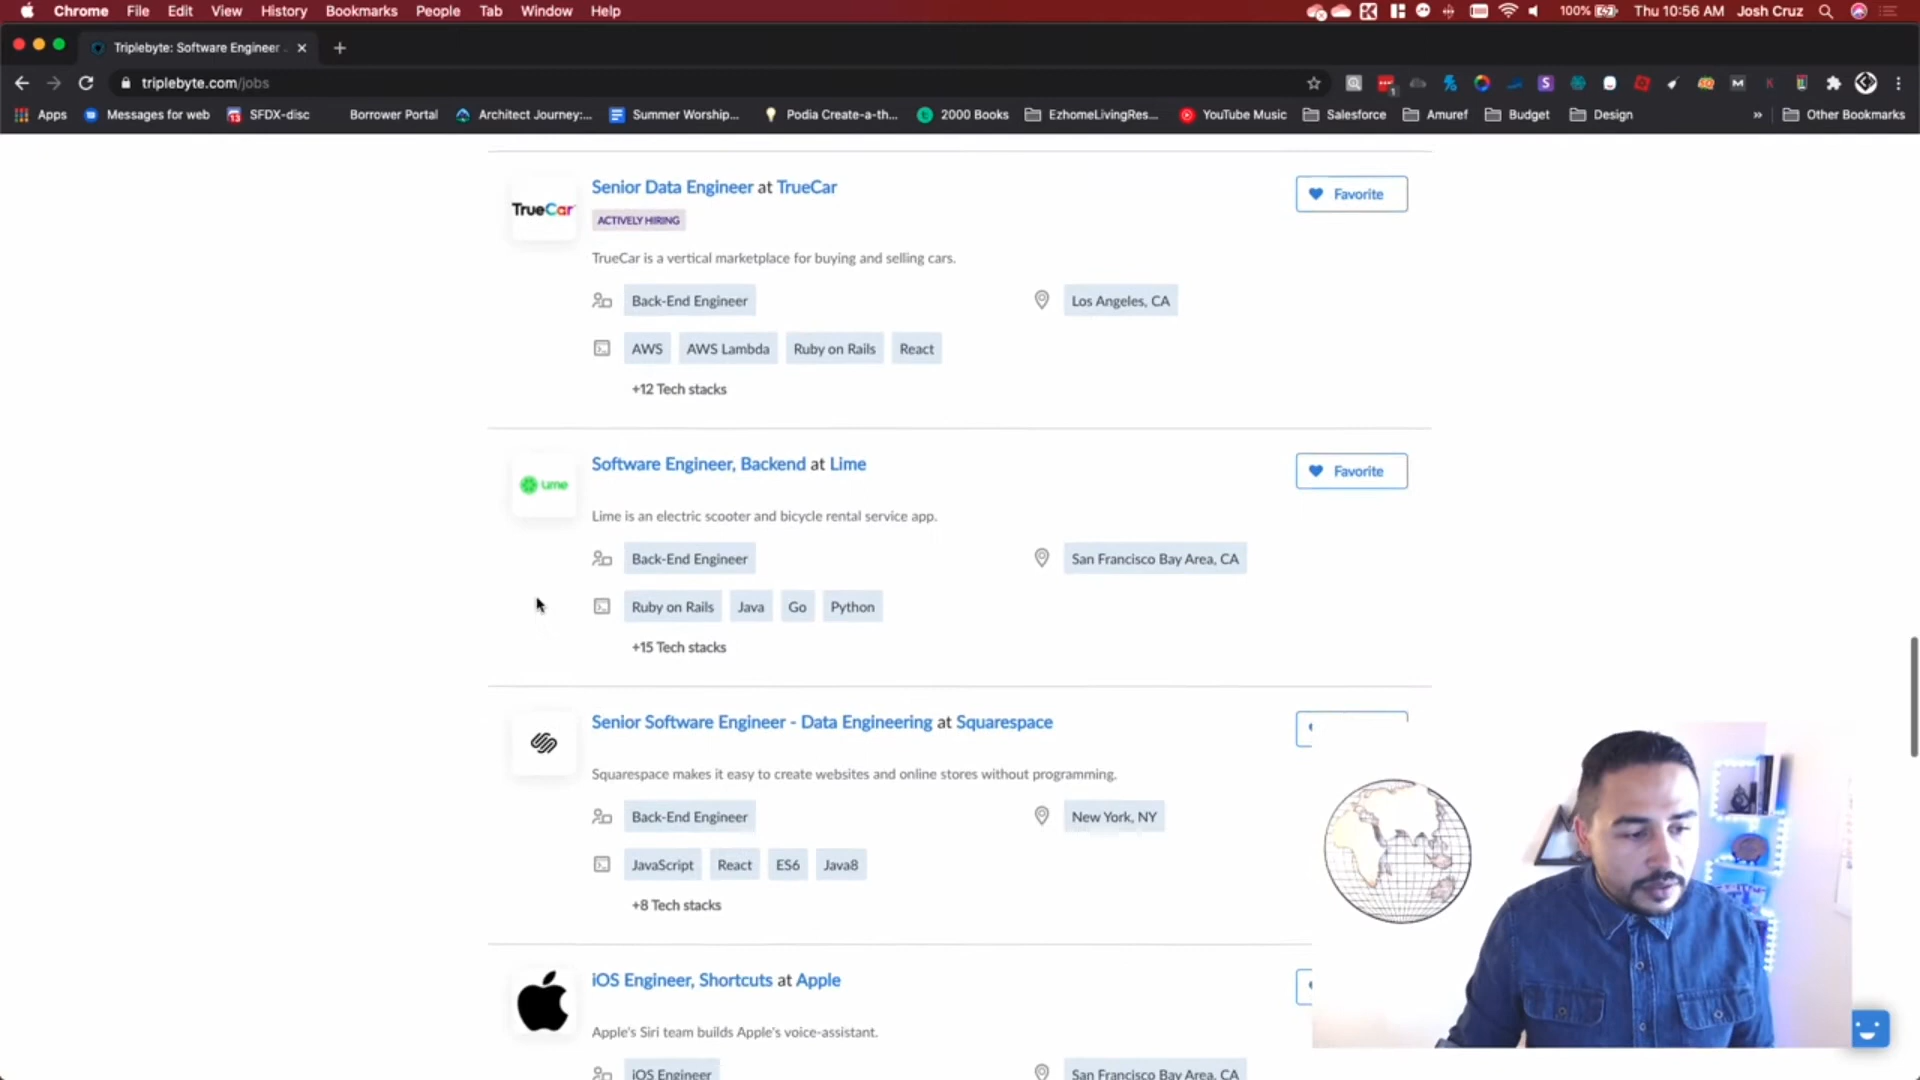 Chrome File Edit View History Bookmarks People Tab Window Help 100% Thu 10:56 AM Josh Cruz
Triplebyte: Software Engineer
triplebyte.com/jobs
Apps Messages for web SFDX-disc Borrower Portal Architect Journey:... Summer Worship... Podia Create-a-th... 2000 Books EzhomeLivingRes... YouTube Music Salesforce Amuref Budget Design » Other Bookmarks
TrueCar
Senior Data Engineer at TrueCar
Favorite
ACTIVELY HIRING
TrueCar is a vertical marketplace for buying and selling cars.
Back-End Engineer
Los Angeles, CA
AWS AWS Lambda Ruby on Rails React
+12 Tech stacks
Lime
Software Engineer, Backend at Lime
Favorite
Lime is an electric scooter and bicycle rental service app.
Back-End Engineer
San Francisco Bay Area, CA
Ruby on Rails Java Go Python
+15 Tech stacks
Senior Software Engineer - Data Engineering at Squarespace
Squarespace makes it easy to create websites and online stores without programming.
Back-End Engineer
New York, NY
JavaScript React ES6 Java8
+8 Tech stacks
iOS Engineer, Shortcuts at Apple
Apple's Siri team builds Apple's voice-assistant.
iOS Engineer
San Francisco Bay Area, CA